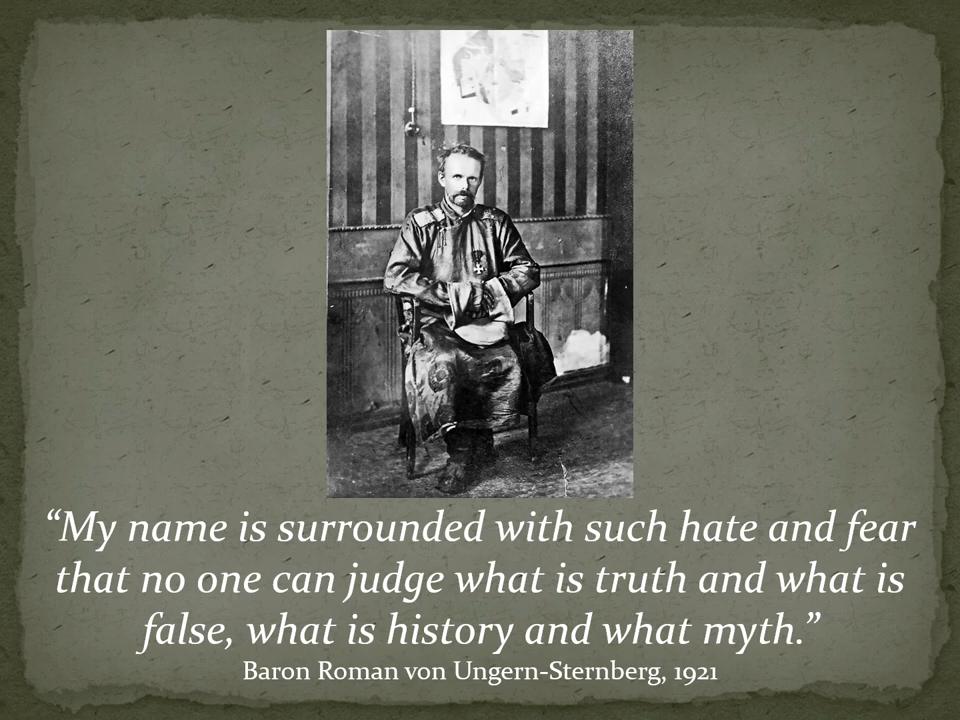 “My name is surrounded with such hate and fear
that no one can judge what is truth and what is
false, what is history and what myth.”
Baron Roman von Ungern-Sternberg, 1921